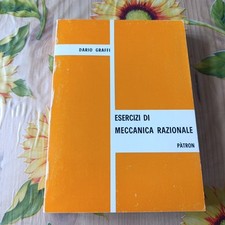 DARIO GRAFFI
ESERCIZI DI
MECCANICA RAZIONALE
PÀTRON